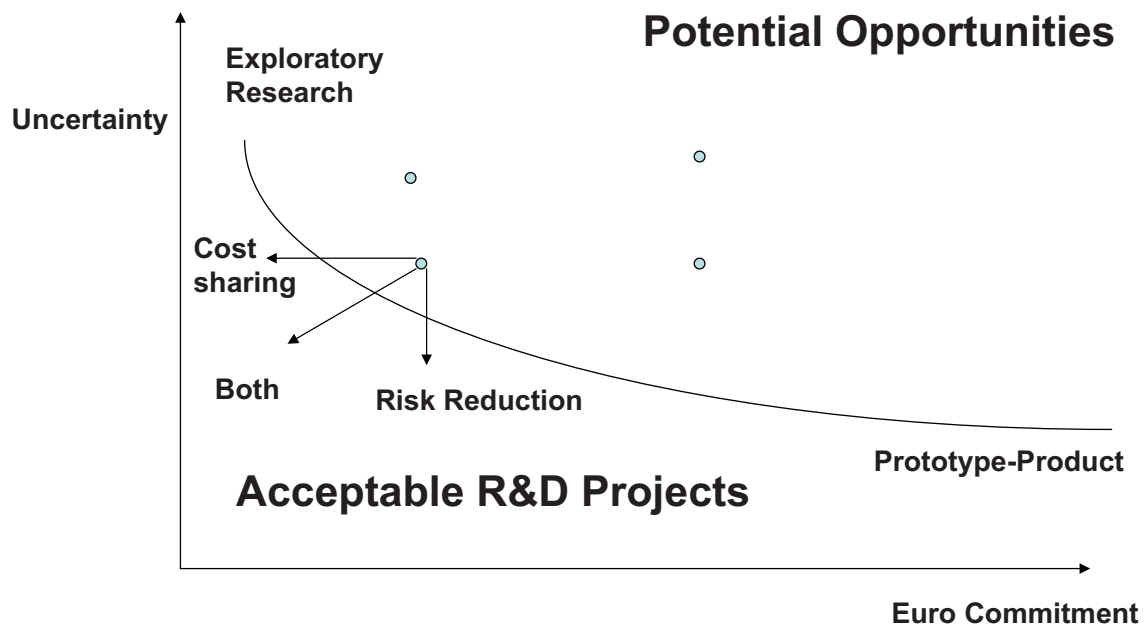 Potential Opportunities
Exploratory
Research
Uncertainty
Cost
sharing
Both
Risk Reduction
Prototype-Product
Acceptable R&D Projects
Euro Commitment